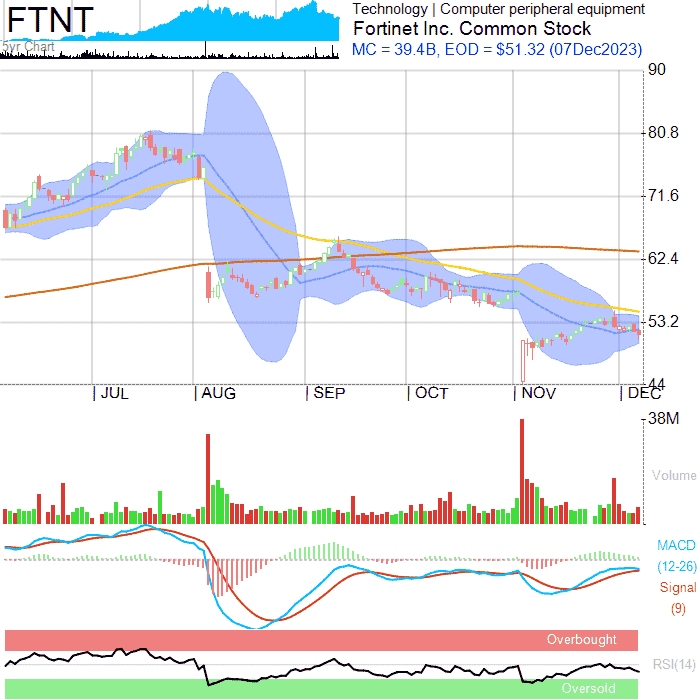 FTNT
5yr Chart
Technology | Computer peripheral equipment
Fortinet Inc. Common Stock
MC = 39.4B, EOD = $51.32 (07Dec2023)
90
80.8
71.6
62.4
53.2
44
JUL AUG SEP OCT NOV DEC
38M
Volume
MACD
(12-26)
Signal
(9)
Overbought
RSI(14)
Oversold